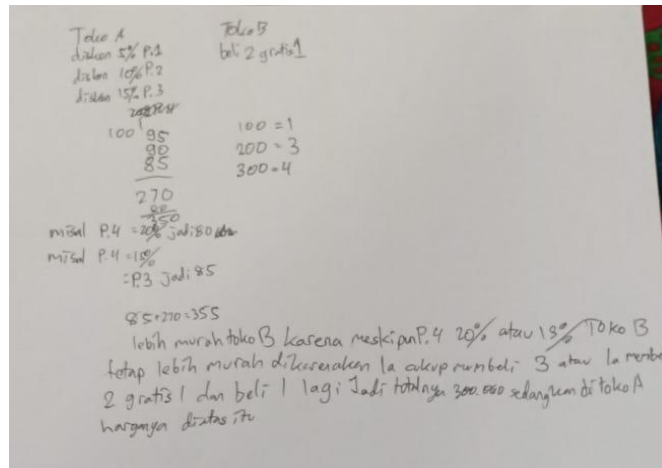 Toko A
Toko B
diskon 5% P.1
beli 2 gratis 1
diskon 10% P.2
diskon 15% P.3
100
95
90
85
270
80
350
100 = 1
200 = 3
300 = 4
misal P.4 = 20% jadi 80
misal P.4 = 15%
= P.3 jadi 85
85+270=355
lebih murah toko B karena meskipun P.4 20% atau 15% Toko B
tetap lebih murah dikarenakan Ia cukup membeli 3 atau Ia membe
2 gratis 1 dan beli 1 lagi Jadi totalnya 300.000 sedangkan di toko A
harganya diatas itu